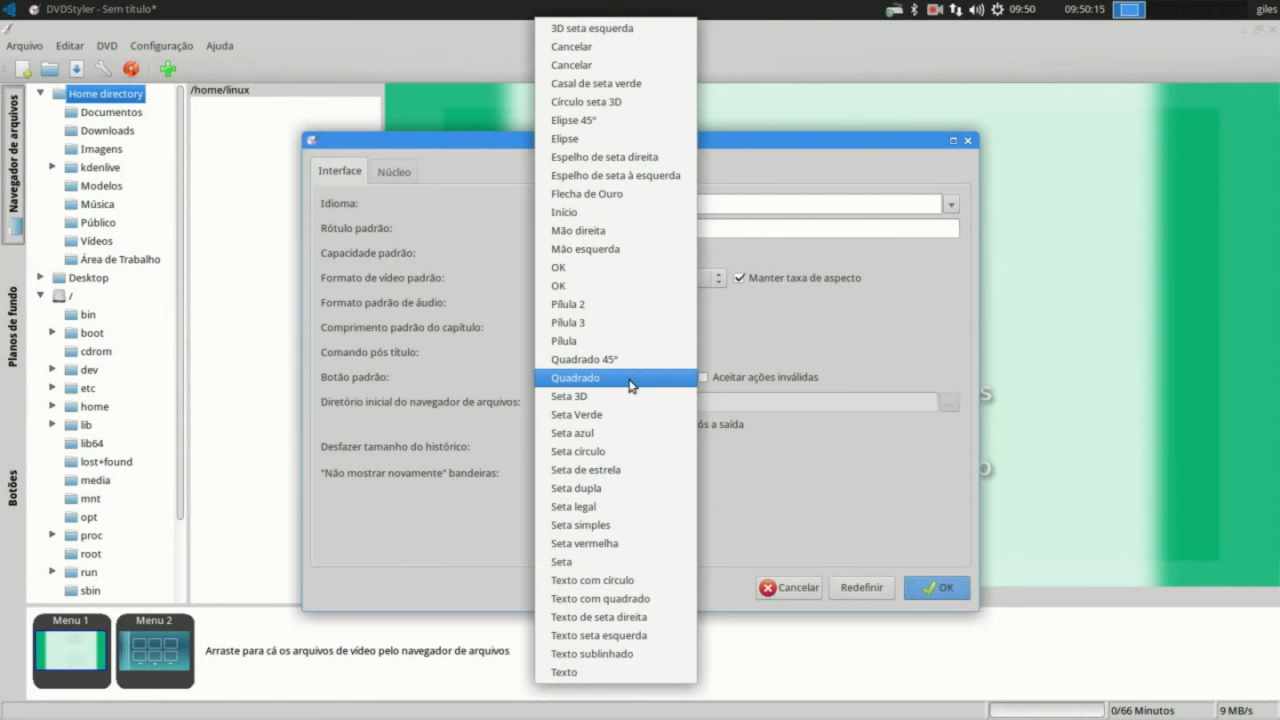 DVDStyler - Sem título*
09:50
09:50:15
giles
Arquivo Editar DVD Configuração Ajuda
Navegador de arquivos
Planos de fundo
Botões
Home directory
Documentos
Downloads
Imagens
kdenlive
Modelos
Música
Público
Vídeos
Área de Trabalho
Desktop
/
bin
boot
cdrom
dev
etc
home
lib
lib64
lost+found
media
mnt
opt
proc
root
run
sbin
/home/linux
Interface Núcleo
Idioma:
Rótulo padrão:
Capacidade padrão:
Formato de vídeo padrão:
Manter taxa de aspecto
Formato padrão de áudio:
Comprimento padrão do capítulo:
Comando pós título:
Botão padrão:
Aceitar ações inválidas
Diretório inicial do navegador de arquivos:
...
ós a saída
Desfazer tamanho do histórico:
"Não mostrar novamente" bandeiras:
Cancelar Redefinir OK
3D seta esquerda
Cancelar
Cancelar
Casal de seta verde
Círculo seta 3D
Elipse 45°
Elipse
Espelho de seta direita
Espelho de seta à esquerda
Flecha de Ouro
Início
Mão direita
Mão esquerda
OK
OK
Pílula 2
Pílula 3
Pílula
Quadrado 45°
Quadrado
Seta 3D
Seta Verde
Seta azul
Seta círculo
Seta de estrela
Seta dupla
Seta legal
Seta simples
Seta vermelha
Seta
Texto com círculo
Texto com quadrado
Texto de seta direita
Texto seta esquerda
Texto sublinhado
Texto
s
o
Menu 1
Menu 2
Arraste para cá os arquivos de vídeo pelo navegador de arquivos
0/66 Minutos
9 MB/s